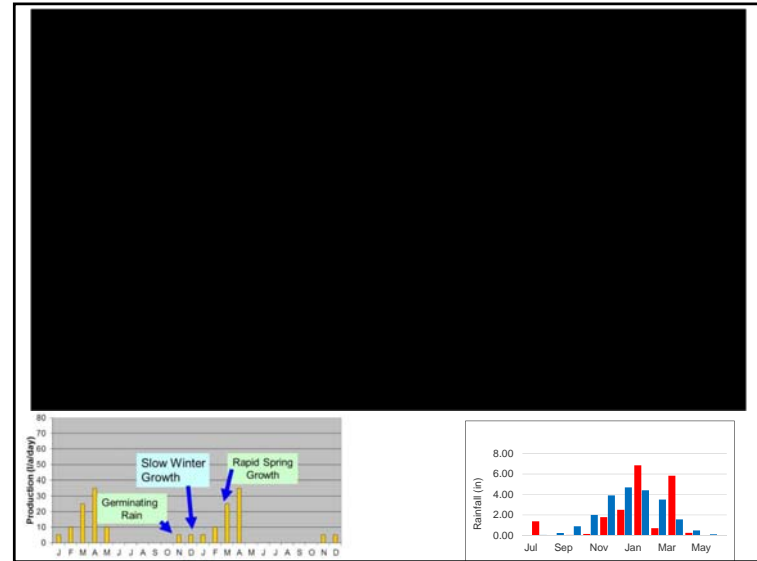 80
70
60
50
40
30
20
10
0
Production (l/a/day)
Slow Winter
Growth
Rapid Spring
Growth
Germinating
Rain
J F M A M J J A S O N D J F M A M J J A S O N D
8.00
6.00
4.00
2.00
0.00
Rainfall (in)
Jul Sep Nov Jan Mar May